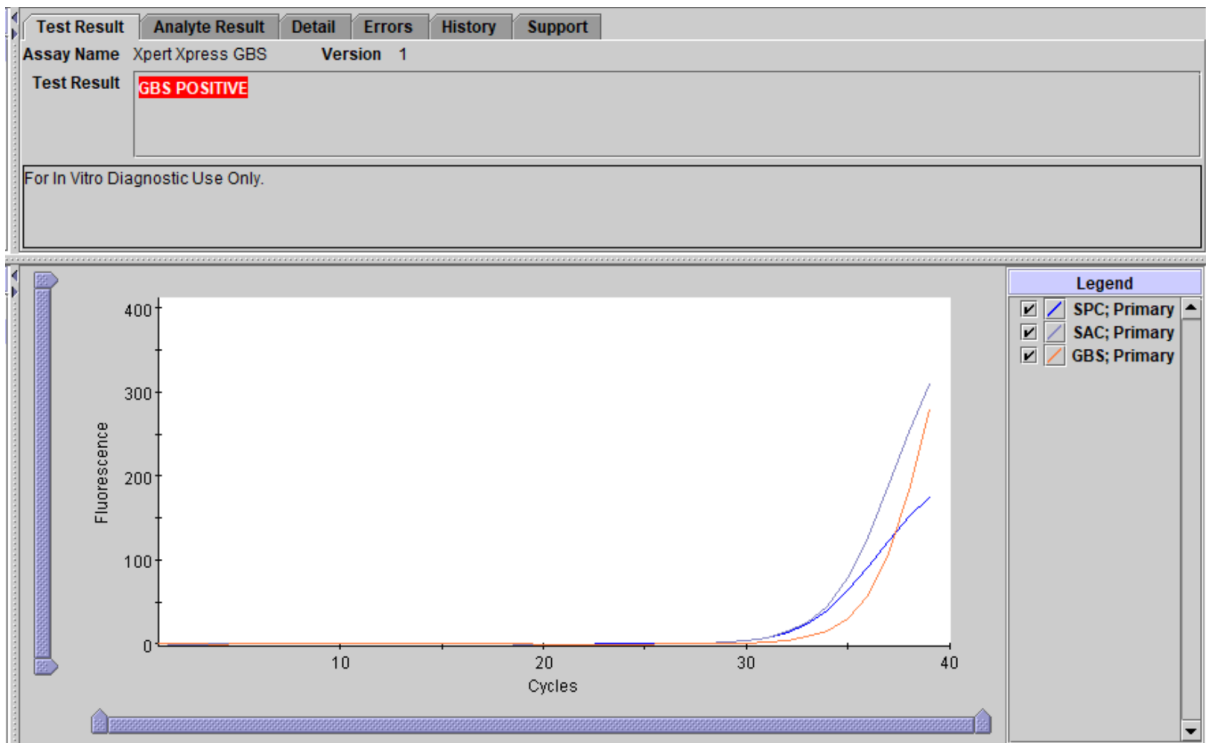 Test Result Analyte Result Detail Errors History Support
Assay Name Xpert Xpress GBS Version 1
Test Result GBS POSITIVE
For In Vitro Diagnostic Use Only.
Legend
SPC; Primary
SAC; Primary
GBS; Primary
Fluorescence
400
300
200
100
0
10 20 30 40
Cycles